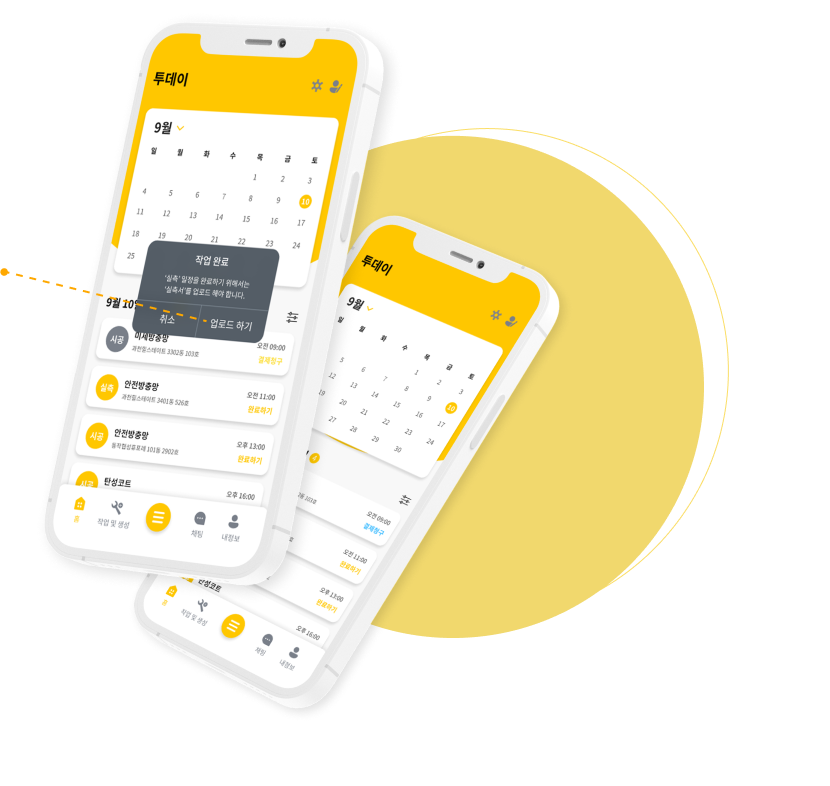 투데이
9월
일 월 화 수 목 금 토
1 2 3
4 5 6 7 8 9 10
11 12 13 14 15 16 17
18 19 20 21 22 23 24
25
작업 완료
'실측' 일정을 완료하기 위해서는
'실측서'를 업로드 해야 합니다.
취소 업로드 하기
9월 10
시공 미세방충망 오전 09:00
과천힐스테이트 3302동 103호 결제청구
실측 안전방충망 오전 11:00
과천힐스테이트 3401동 526호 완료하기
시공 안전방충망 오후 13:00
동작협성휴포레 101동 2902호 완료하기
시공 탄성코트 오후 16:00
홈 작업 및 생성 채팅 내정보
투데이
9월
일 월 화 수 목 금 토
1 2 3
5 6 7 8 9 10
12 13 14 15 16 17
19 20 21 22 23 24
27 28 29 30
4
오전 09:00
결제청구
오전 11:00
완료하기
오후 13:00
완료하기
탄성코트 오후 16:00
홈 작업 및 생성 채팅 내정보